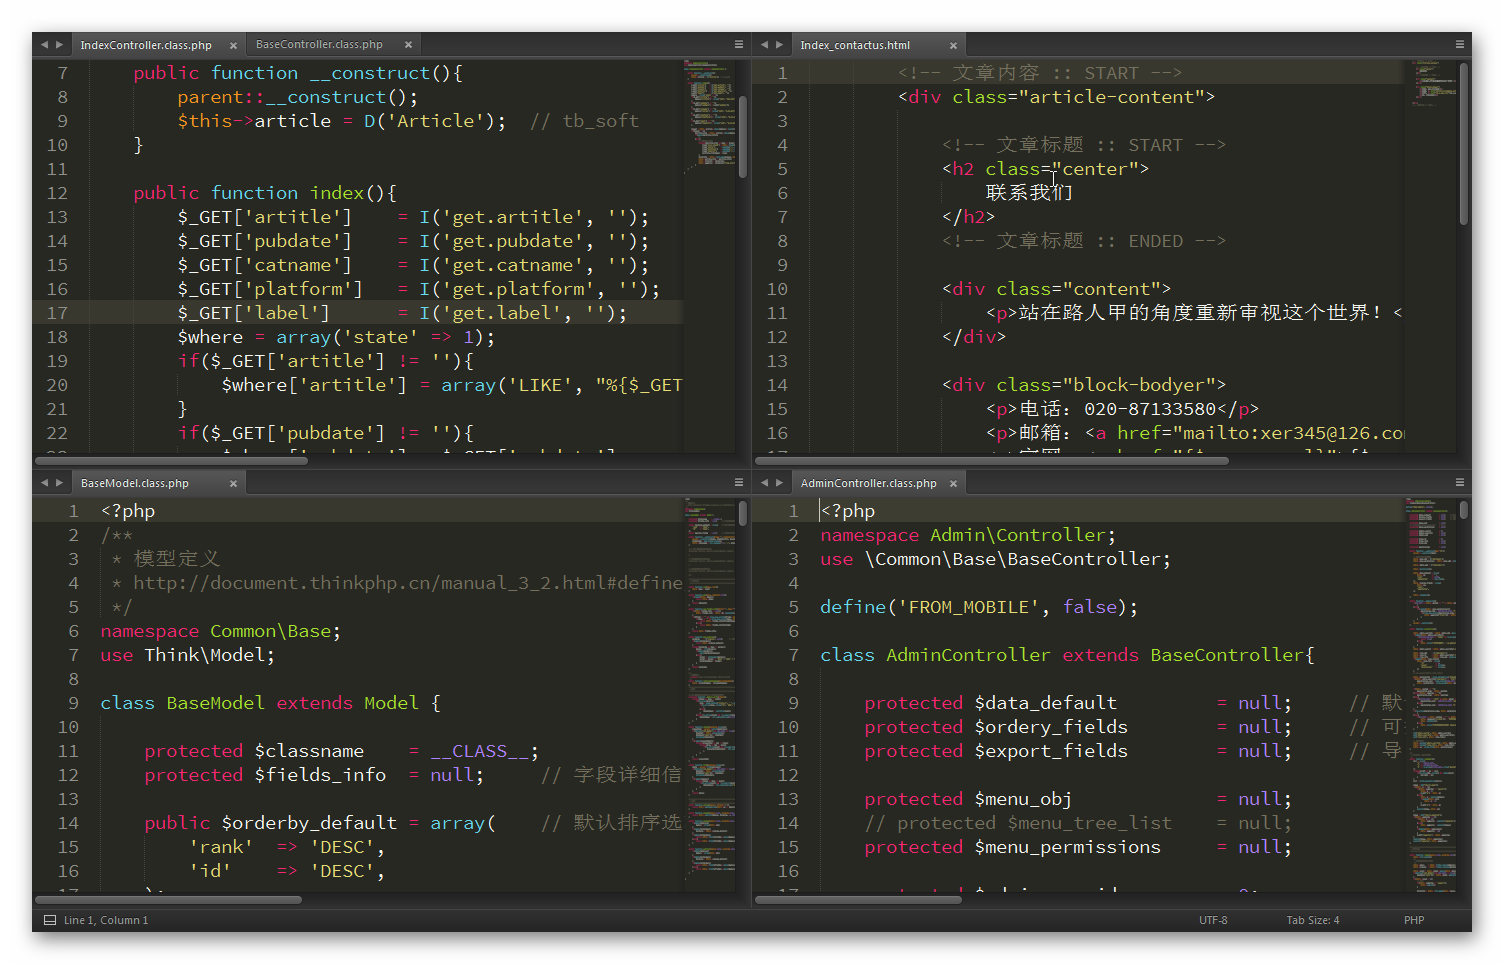 IndexController.class.php × BaseController.class.php ×
7 public function __construct(){
8 parent::__construct();
9 $this->article = D('Article'); // tb_soft
10 }
11
12 public function index(){
13 $_GET['artitle'] = I('get.artitle', '');
14 $_GET['pubdate'] = I('get.pubdate', '');
15 $_GET['catname'] = I('get.catname', '');
16 $_GET['platform'] = I('get.platform', '');
17 $_GET['label'] = I('get.label', '');
18 $where = array('state' => 1);
19 if($_GET['artitle'] != ''){
20 $where['artitle'] = array('LIKE', "%{$_GET
21 }
22 if($_GET['pubdate'] != ''){
Index_contactus.html ×
1 <!-- 文章内容 :: START -->
2 <div class="article-content">
3
4 <!-- 文章标题 :: START -->
5 <h2 class="center">
6 联系我们
7 </h2>
8 <!-- 文章标题 :: ENDED -->
9
10 <div class="content">
11 <p>站在路人甲的角度重新审视这个世界！<
12 </div>
13
14 <div class="block-bodyer">
15 <p>电话：020-87133580</p>
16 <p>邮箱：<a href="mailto:xer345@126.co
BaseModel.class.php ×
1 <?php
2 /**
3 * 模型定义
4 * http://document.thinkphp.cn/manual_3_2.html#define
5 */
6 namespace Common\Base;
7 use Think\Model;
8
9 class BaseModel extends Model {
10
11 protected $classname = __CLASS__;
12 protected $fields_info = null; // 字段详细信
13
14 public $orderby_default = array( // 默认排序选
15 'rank' => 'DESC',
16 'id' => 'DESC',
AdminController.class.php ×
1 <?php
2 namespace Admin\Controller;
3 use \Common\Base\BaseController;
4
5 define('FROM_MOBILE', false);
6
7 class AdminController extends BaseController{
8
9 protected $data_default = null; // 默
10 protected $ordery_fields = null; // 可
11 protected $export_fields = null; // 导
12
13 protected $menu_obj = null;
14 // protected $menu_tree_list = null;
15 protected $menu_permissions = null;
16
Line 1, Column 1 UTF-8 Tab Size: 4 PHP